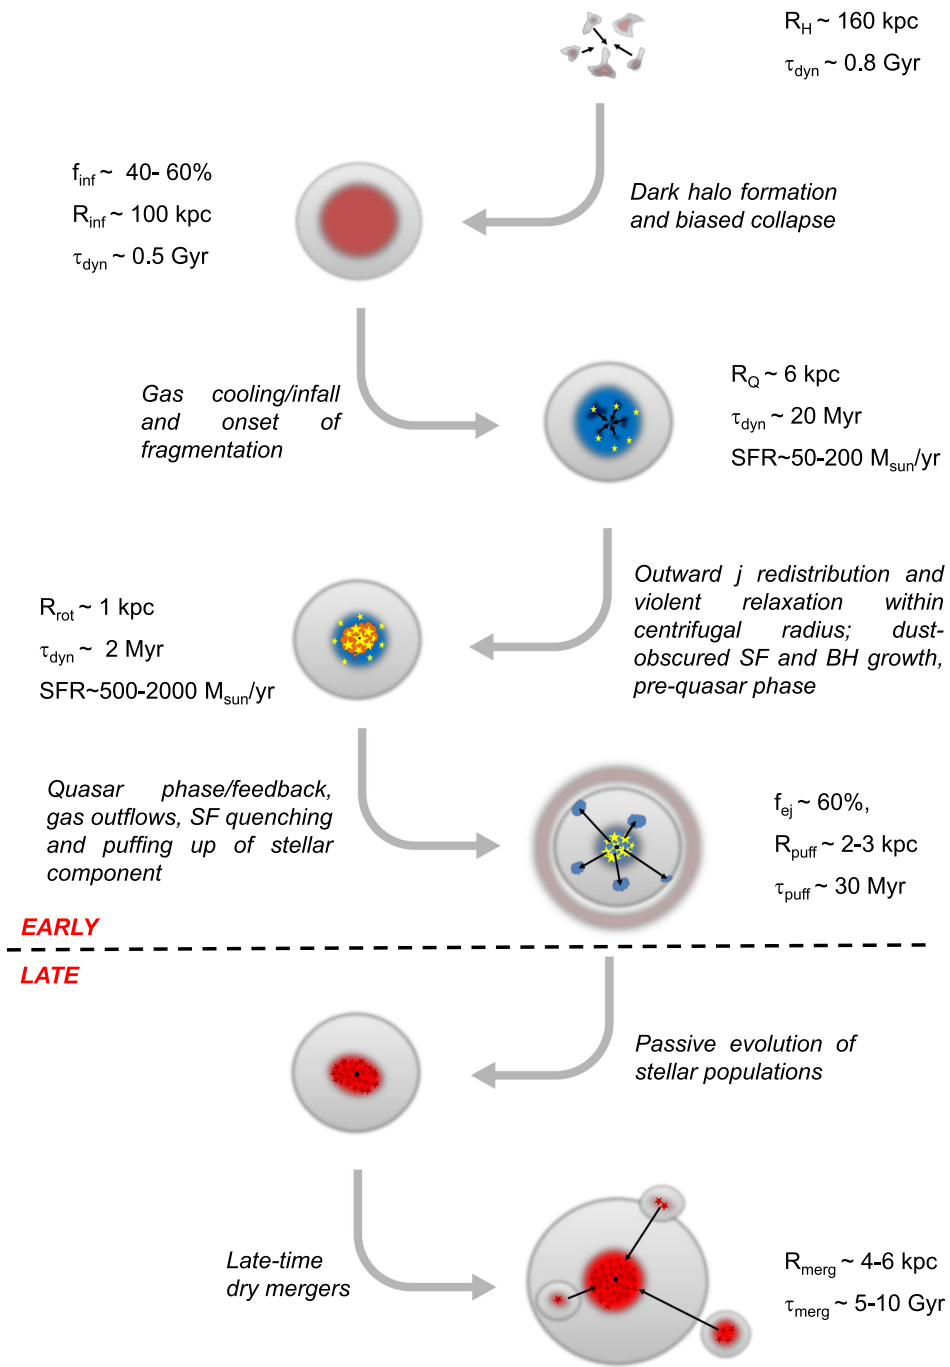 R_H ~ 160 kpc
τ_dyn ~ 0.8 Gyr
f_inf ~ 40- 60%
R_inf ~ 100 kpc
τ_dyn ~ 0.5 Gyr
Dark halo formation
and biased collapse
Gas cooling/infall
and onset of
fragmentation
R_Q ~ 6 kpc
τ_dyn ~ 20 Myr
SFR~50-200 M_sun/yr
Outward j redistribution and
violent relaxation within
centrifugal radius; dust-
obscured SF and BH growth,
pre-quasar phase
R_rot ~ 1 kpc
τ_dyn ~ 2 Myr
SFR~500-2000 M_sun/yr
Quasar phase/feedback,
gas outflows, SF quenching
and puffing up of stellar
component
f_ej ~ 60%,
R_puff ~ 2-3 kpc
τ_puff ~ 30 Myr
EARLY
LATE
Passive evolution of
stellar populations
Late-time
dry mergers
R_merg ~ 4-6 kpc
τ_merg ~ 5-10 Gyr